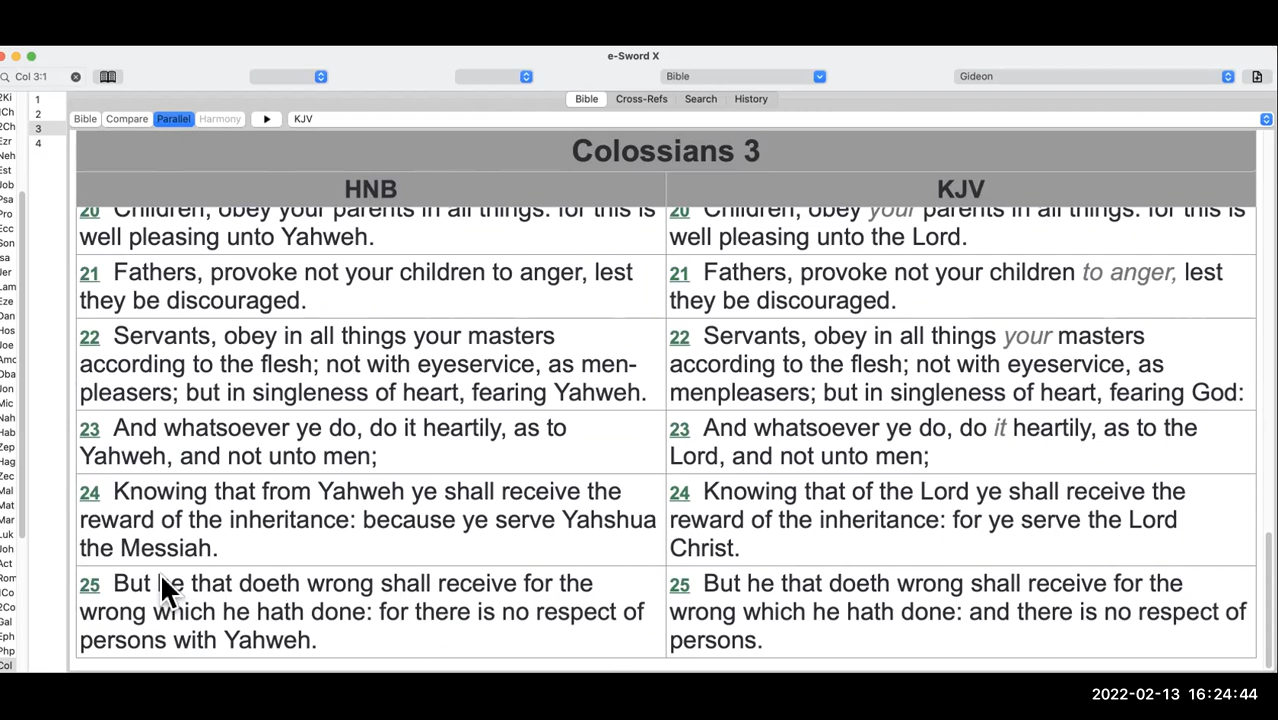 e-Sword X
Col 3:1
Bible
Gideon
Bible Cross-Refs Search History
Bible Compare Parallel Harmony KJV
2Ki
1Ch
2Ch
Ezr
Neh
Est
Job
Psa
Pro
Ecc
Son
Isa
Jer
Lam
Eze
Dan
Hos
Joe
Amo
Oba
Jon
Mic
Nah
Hab
Zep
Hag
Zec
Mal
Mat
Mar
Luk
Joh
Act
Rom
1Co
2Co
Gal
Eph
Php
Col
1
2
3
4
Colossians 3
HNB
20 Children, obey your parents in all things: for this is
well pleasing unto Yahweh.
21 Fathers, provoke not your children to anger, lest
they be discouraged.
22 Servants, obey in all things your masters
according to the flesh; not with eyeservice, as men-
pleasers; but in singleness of heart, fearing Yahweh.
23 And whatsoever ye do, do it heartily, as to
Yahweh, and not unto men;
24 Knowing that from Yahweh ye shall receive the
reward of the inheritance: because ye serve Yahshua
the Messiah.
25 But he that doeth wrong shall receive for the
wrong which he hath done: for there is no respect of
persons with Yahweh.
KJV
20 Children, obey your parents in all things: for this is
well pleasing unto the Lord.
21 Fathers, provoke not your children to anger, lest
they be discouraged.
22 Servants, obey in all things your masters
according to the flesh; not with eyeservice, as
menpleasers; but in singleness of heart, fearing God:
23 And whatsoever ye do, do it heartily, as to the
Lord, and not unto men;
24 Knowing that of the Lord ye shall receive the
reward of the inheritance: for ye serve the Lord
Christ.
25 But he that doeth wrong shall receive for the
wrong which he hath done: and there is no respect of
persons.
2022-02-13 16:24:44